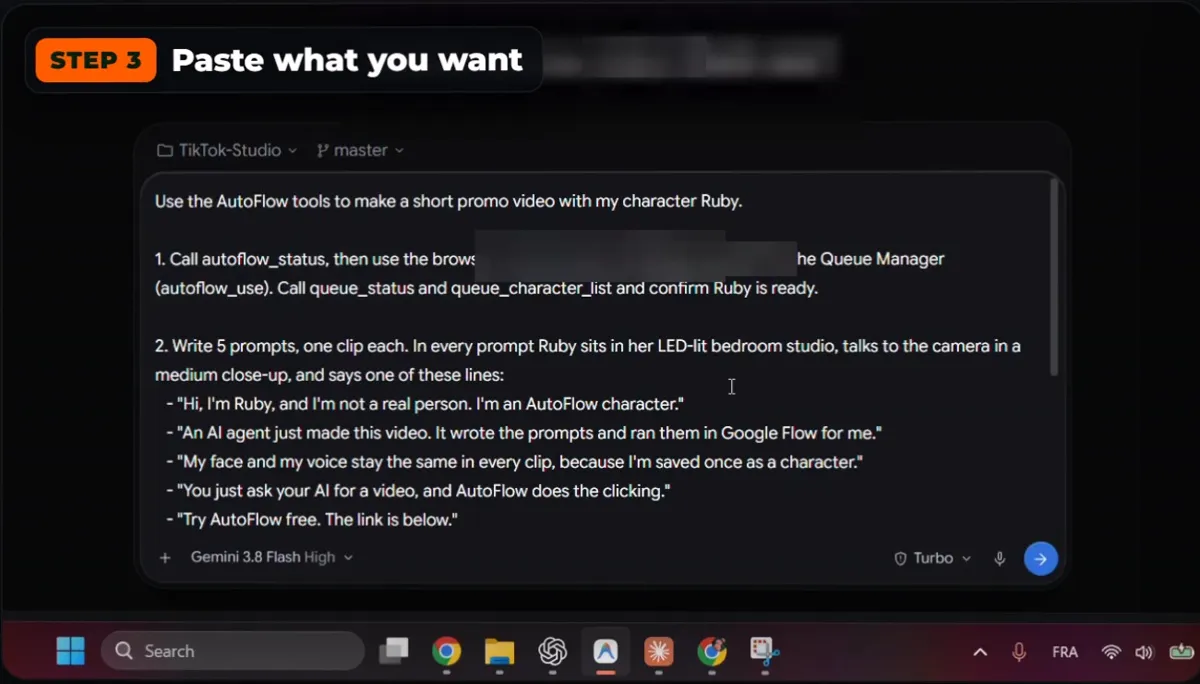 STEP 3 Paste what you want
TikTok-Studio master
Use the AutoFlow tools to make a short promo video with my character Ruby.
1. Call autoflow_status, then use the he Queue Manager
(autoflow_use). Call queue_status and queue_character_list and confirm Ruby is ready.
2. Write 5 prompts, one clip each. In every prompt Ruby sits in her LED-lit bedroom studio, talks to the camera in a
medium close-up, and says one of these lines:
- "Hi, I'm Ruby, and I'm not a real person. I'm an AutoFlow character."
- "An AI agent just made this video. It wrote the prompts and ran them in Google Flow for me."
- "My face and my voice stay the same in every clip, because I'm saved once as a character."
- "You just ask your AI for a video, and AutoFlow does the clicking."
- "Try AutoFlow free. The link is below."
+ Gemini 3.8 Flash High Turbo
Search FRA